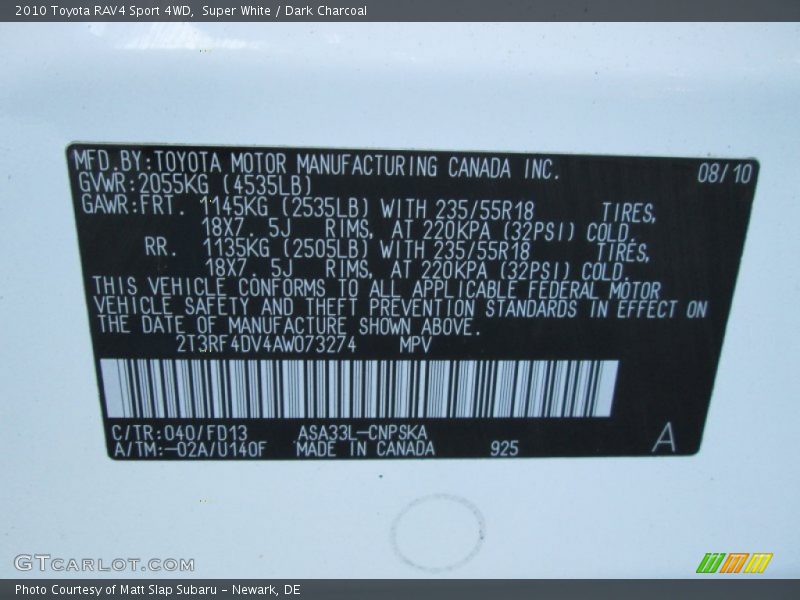 2010 Toyota RAV4 Sport 4WD, Super White / Dark Charcoal
MFD.BY:TOYOTA MOTOR MANUFACTURING CANADA INC. 08/10
GVWR:2055KG (4535LB)
GAWR:FRT. 1145KG (2535LB) WITH 235/55R18 TIRES,
18X7.5J RIMS, AT 220KPA (32PSI) COLD.
RR. 1135KG (2505LB) WITH 235/55R18 TIRES,
18X7.5J RIMS, AT 220KPA (32PSI) COLD.
THIS VEHICLE CONFORMS TO ALL APPLICABLE FEDERAL MOTOR
VEHICLE SAFETY AND THEFT PREVENTION STANDARDS IN EFFECT ON
THE DATE OF MANUFACTURE SHOWN ABOVE.
2T3RF4DV4AW073274 MPV
C/TR:040/FD13 ASA33L-CNPSKA
A/TM:-02A/U140F MADE IN CANADA 925 A
GTCARLOT.COM
Photo Courtesy of Matt Slap Subaru - Newark, DE